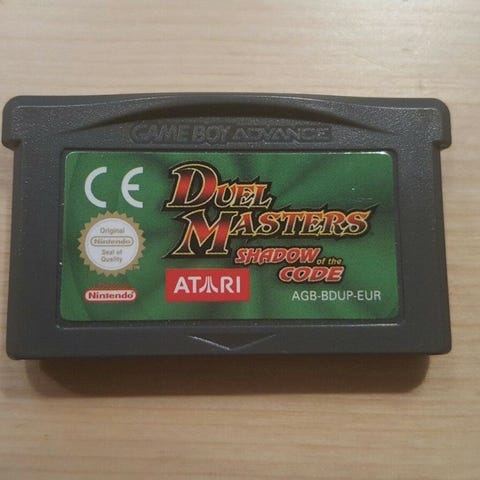 GAME BOY ADVANCE
CE
DUEL
MASTERS
SHADOW of the
CODE
Original
Nintendo
Seal of
Quality
Nintendo
ATARI
AGB-BDUP-EUR